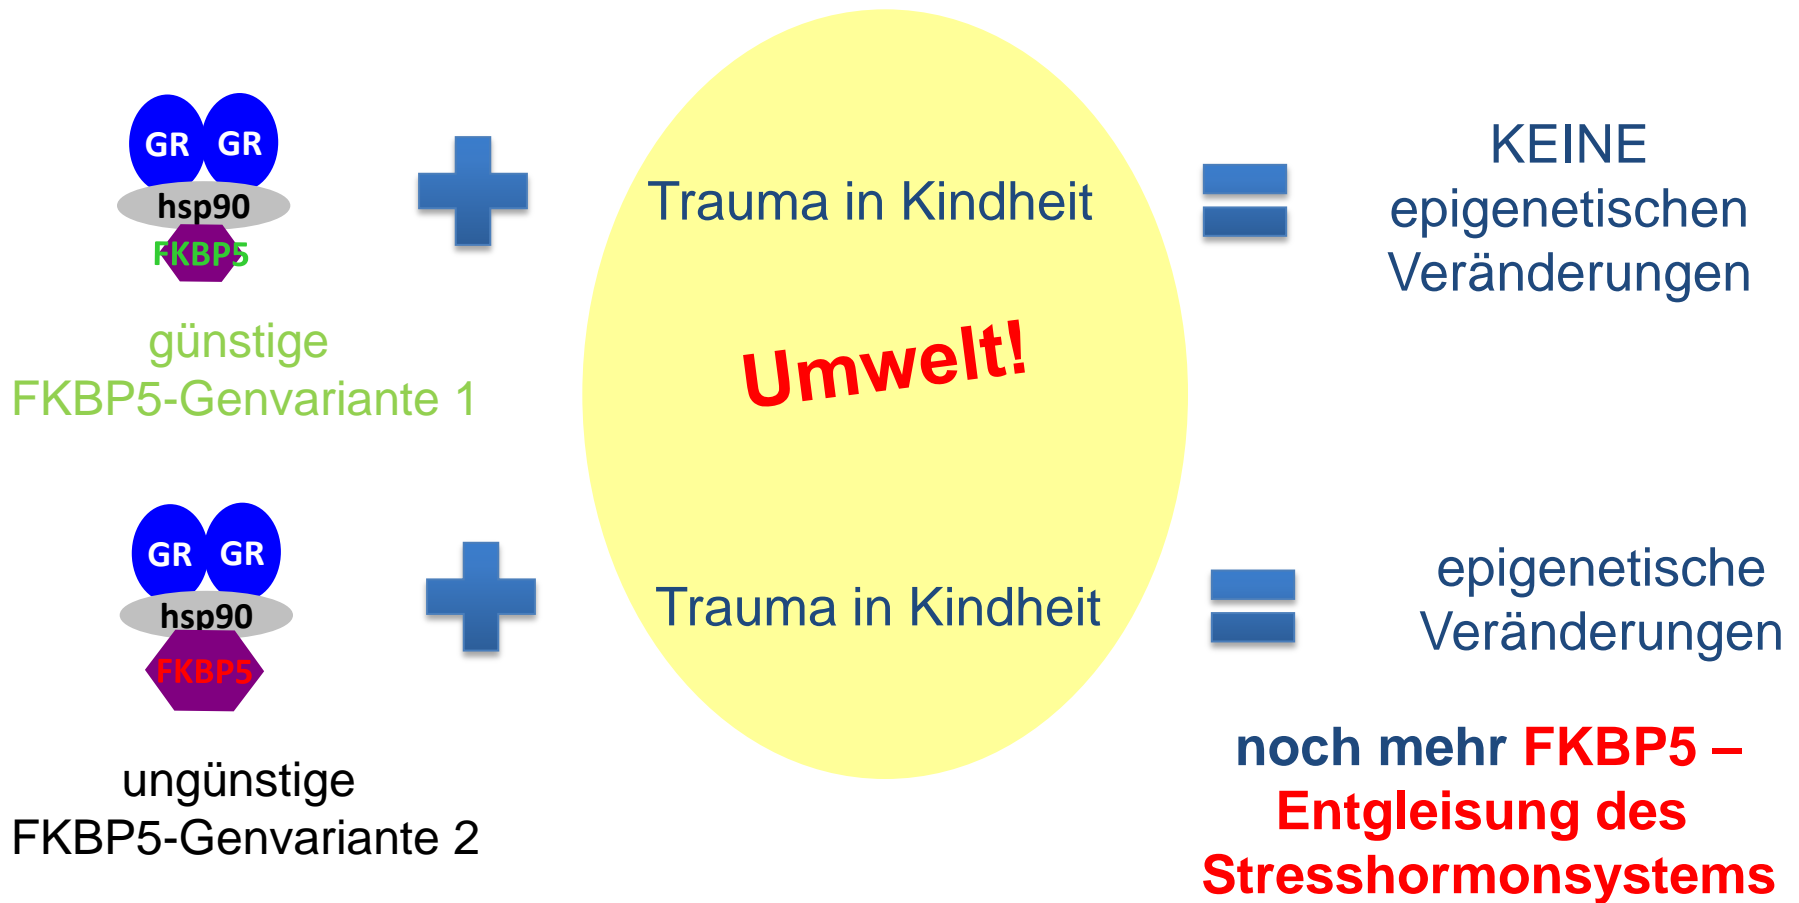 GR GR
hsp90
FKBP5
günstige
FKBP5-Genvariante 1
Trauma in Kindheit
KEINE
epigenetischen
Veränderungen
Umwelt!
GR GR
hsp90
FKBP5
ungünstige
FKBP5-Genvariante 2
Trauma in Kindheit
epigenetische
Veränderungen
noch mehr FKBP5 –
Entgleisung des
Stresshormonsystems